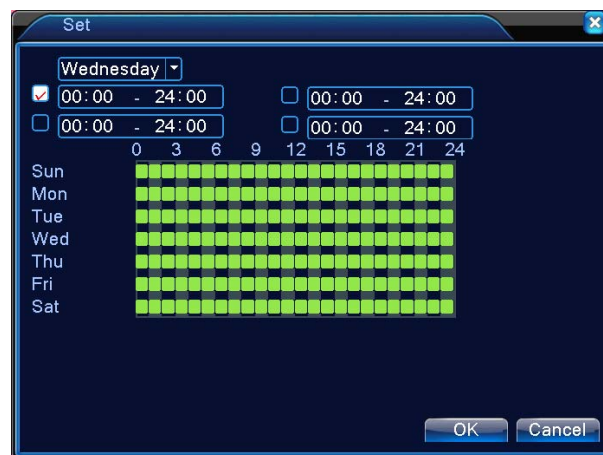 Set
Wednesday
00:00 - 24:00 00:00 - 24:00
00:00 - 24:00 00:00 - 24:00
0 3 6 9 12 15 18 21 24
Sun
Mon
Tue
Wed
Thu
Fri
Sat
OK Cancel